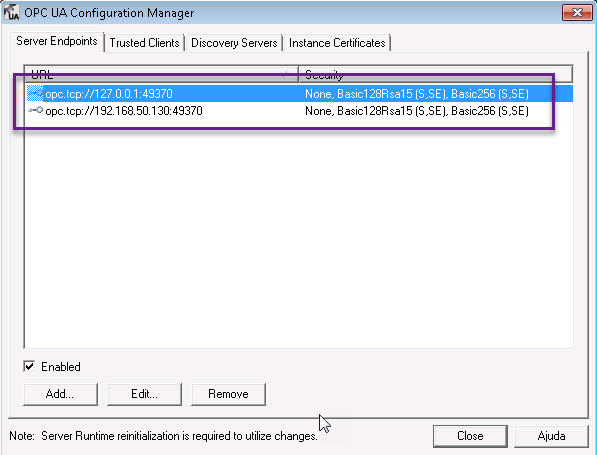 UA OPC UA Configuration Manager
Server Endpoints Trusted Clients Discovery Servers Instance Certificates
URL Security
opc.tcp://127.0.0.1:49370 None, Basic128Rsa15 (S,SE), Basic256 (S,SE)
opc.tcp://192.168.50.130:49370 None, Basic128Rsa15 (S,SE), Basic256 (S,SE)
Enabled
Add... Edit... Remove
Note: Server Runtime reinitialization is required to utilize changes. Close Ajuda